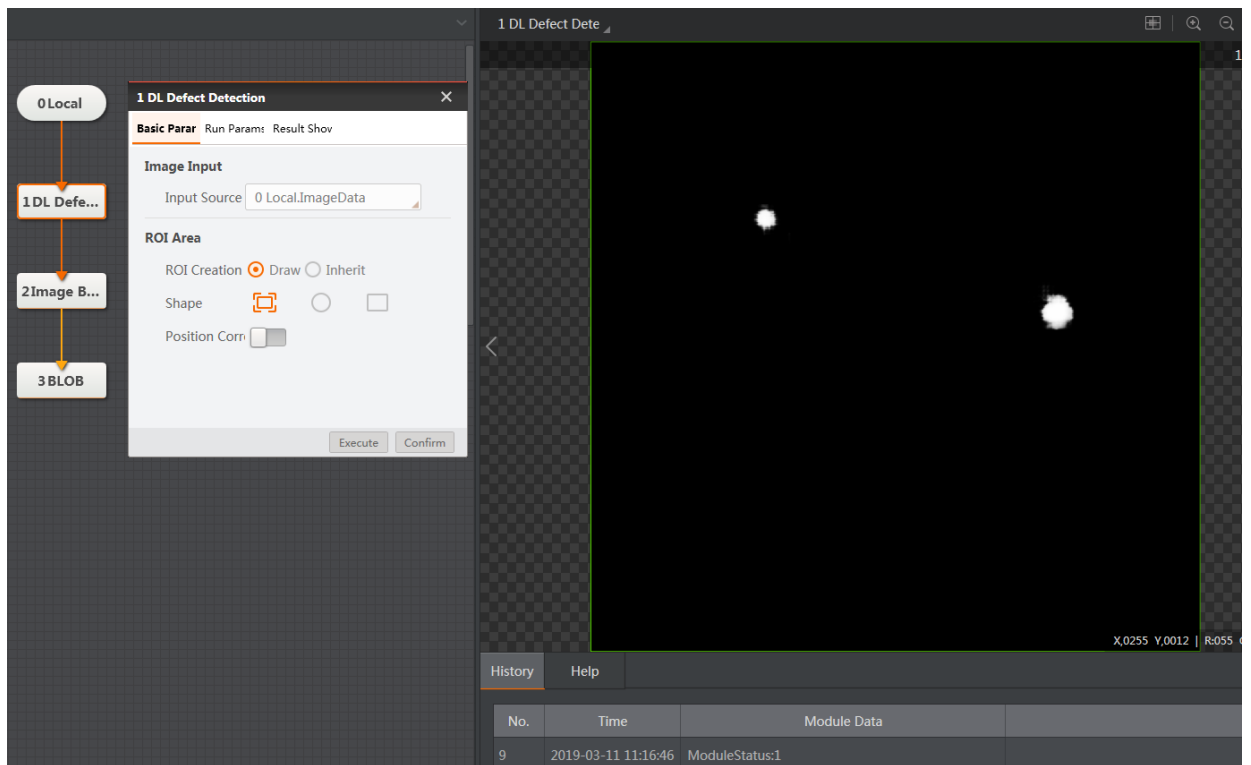 1 DL Defect Dete
1
0 Local
1 DL Defe...
2 Image B...
3 BLOB
1 DL Defect Detection
Basic Parar Run Params Result Shov
Image Input
Input Source 0 Local.ImageData
ROI Area
ROI Creation Draw Inherit
Shape
Position Corre
Execute Confirm
X,0255 Y,0012 | R:055
History Help
No. Time Module Data
9 2019-03-11 11:16:46 ModuleStatus:1